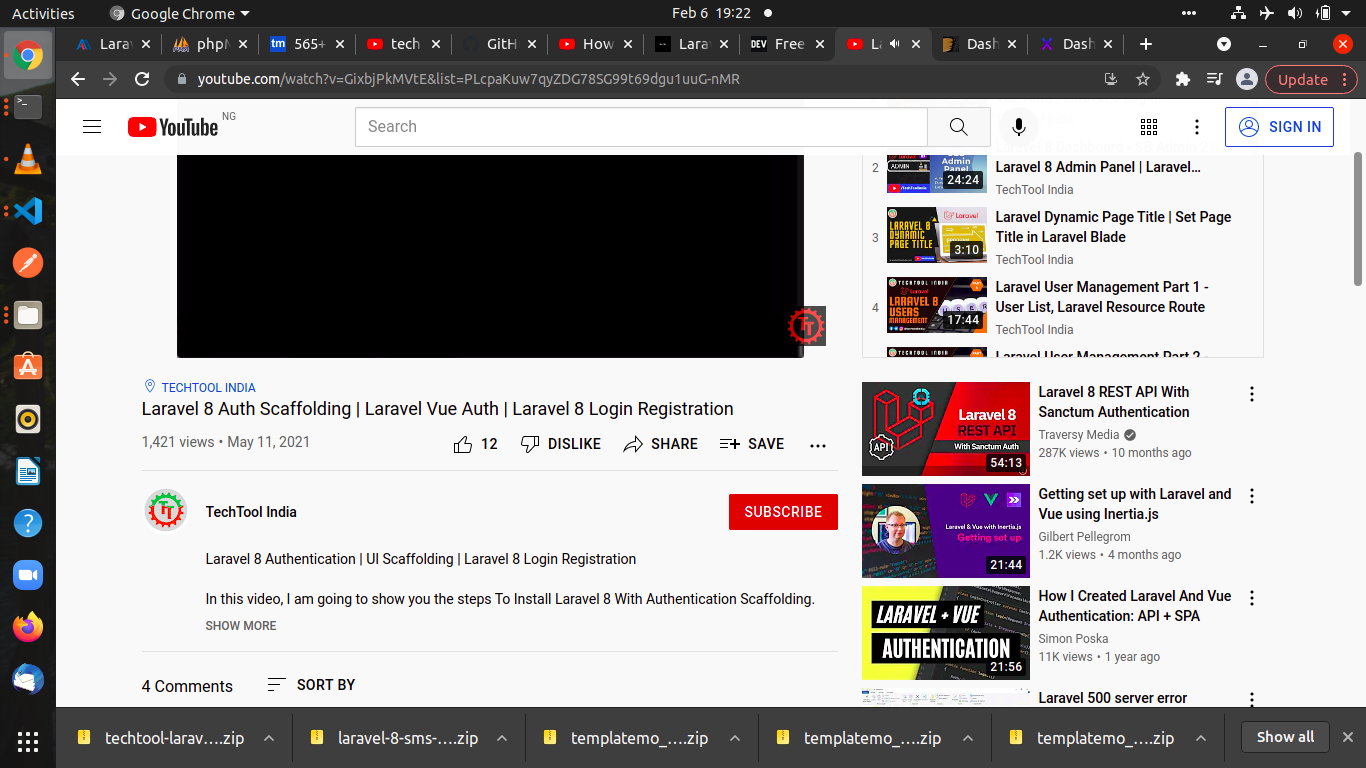 Activities
Google Chrome
Feb 6 19:22
Lara
phpM
565+
tech
GitH
How
Lara
Free
La
Dash
Dash
youtube.com/watch?v=GixbjPkMVtE&list=PLcpaKuw7qyZDG78SG99t69dgu1uuG-nMR
Update
YouTube NG
Search
SIGN IN
2
24:24
Laravel 8 Admin Panel | Laravel…
TechTool India
3
LARAVEL 8
DYNAMIC
PAGE TITLE
3:10
Laravel Dynamic Page Title | Set Page
Title in Laravel Blade
TechTool India
4
TECHTOOL INDIA
LARAVEL 8
USERS
MANAGEMENT
17:44
Laravel User Management Part 1 -
User List, Laravel Resource Route
TechTool India
TECHTOOL INDIA
Laravel User Management Part 2 -
TT
TECHTOOL INDIA
Laravel 8 Auth Scaffolding | Laravel Vue Auth | Laravel 8 Login Registration
1,421 views • May 11, 2021
12
DISLIKE
SHARE
SAVE
TT
TechTool India
SUBSCRIBE
Laravel 8 Authentication | UI Scaffolding | Laravel 8 Login Registration
In this video, I am going to show you the steps To Install Laravel 8 With Authentication Scaffolding.
SHOW MORE
4 Comments
SORT BY
Laravel 8
REST API
With Sanctum Auth
API
54:13
Laravel 8 REST API With
Sanctum Authentication
Traversy Media
287K views • 10 months ago
Laravel & Vue with Inertia.js
Getting set up
21:44
Getting set up with Laravel and
Vue using Inertia.js
Gilbert Pellegrom
1.2K views • 4 months ago
LARAVEL + VUE
AUTHENTICATION
21:56
How I Created Laravel And Vue
Authentication: API + SPA
Simon Poska
11K views • 1 year ago
Laravel 500 server error
techtool-larav….zip
laravel-8-sms-….zip
templatemo_….zip
templatemo_….zip
templatemo_….zip
Show all